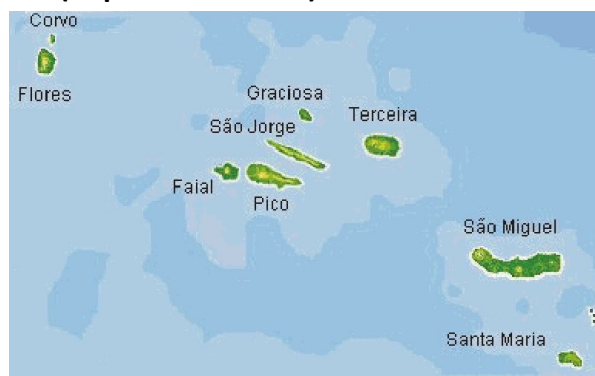 Corvo
Flores
Graciosa
Terceira
São Jorge
Faial
Pico
São Miguel
Santa Maria